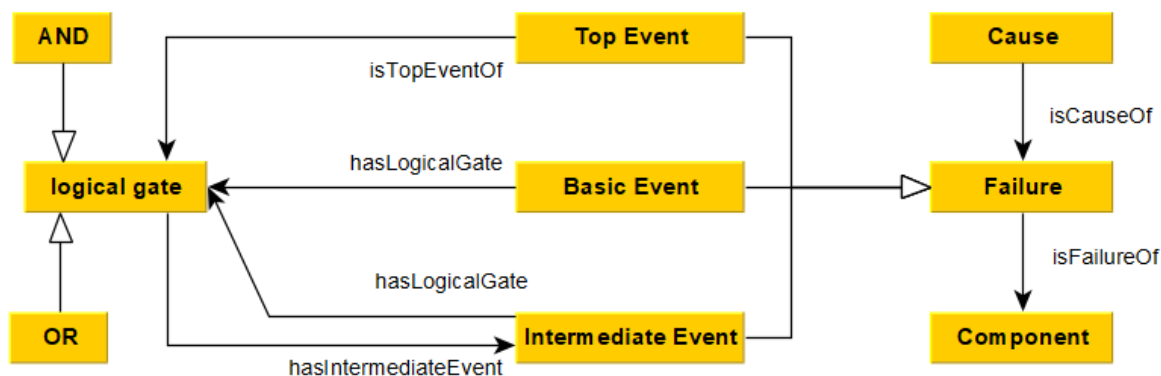 AND
Top Event
Cause
isTopEventOf
isCauseOf
hasLogicalGate
logical gate
Basic Event
Failure
hasLogicalGate
isFailureOf
OR
Intermediate Event
Component
hasIntermediateEvent